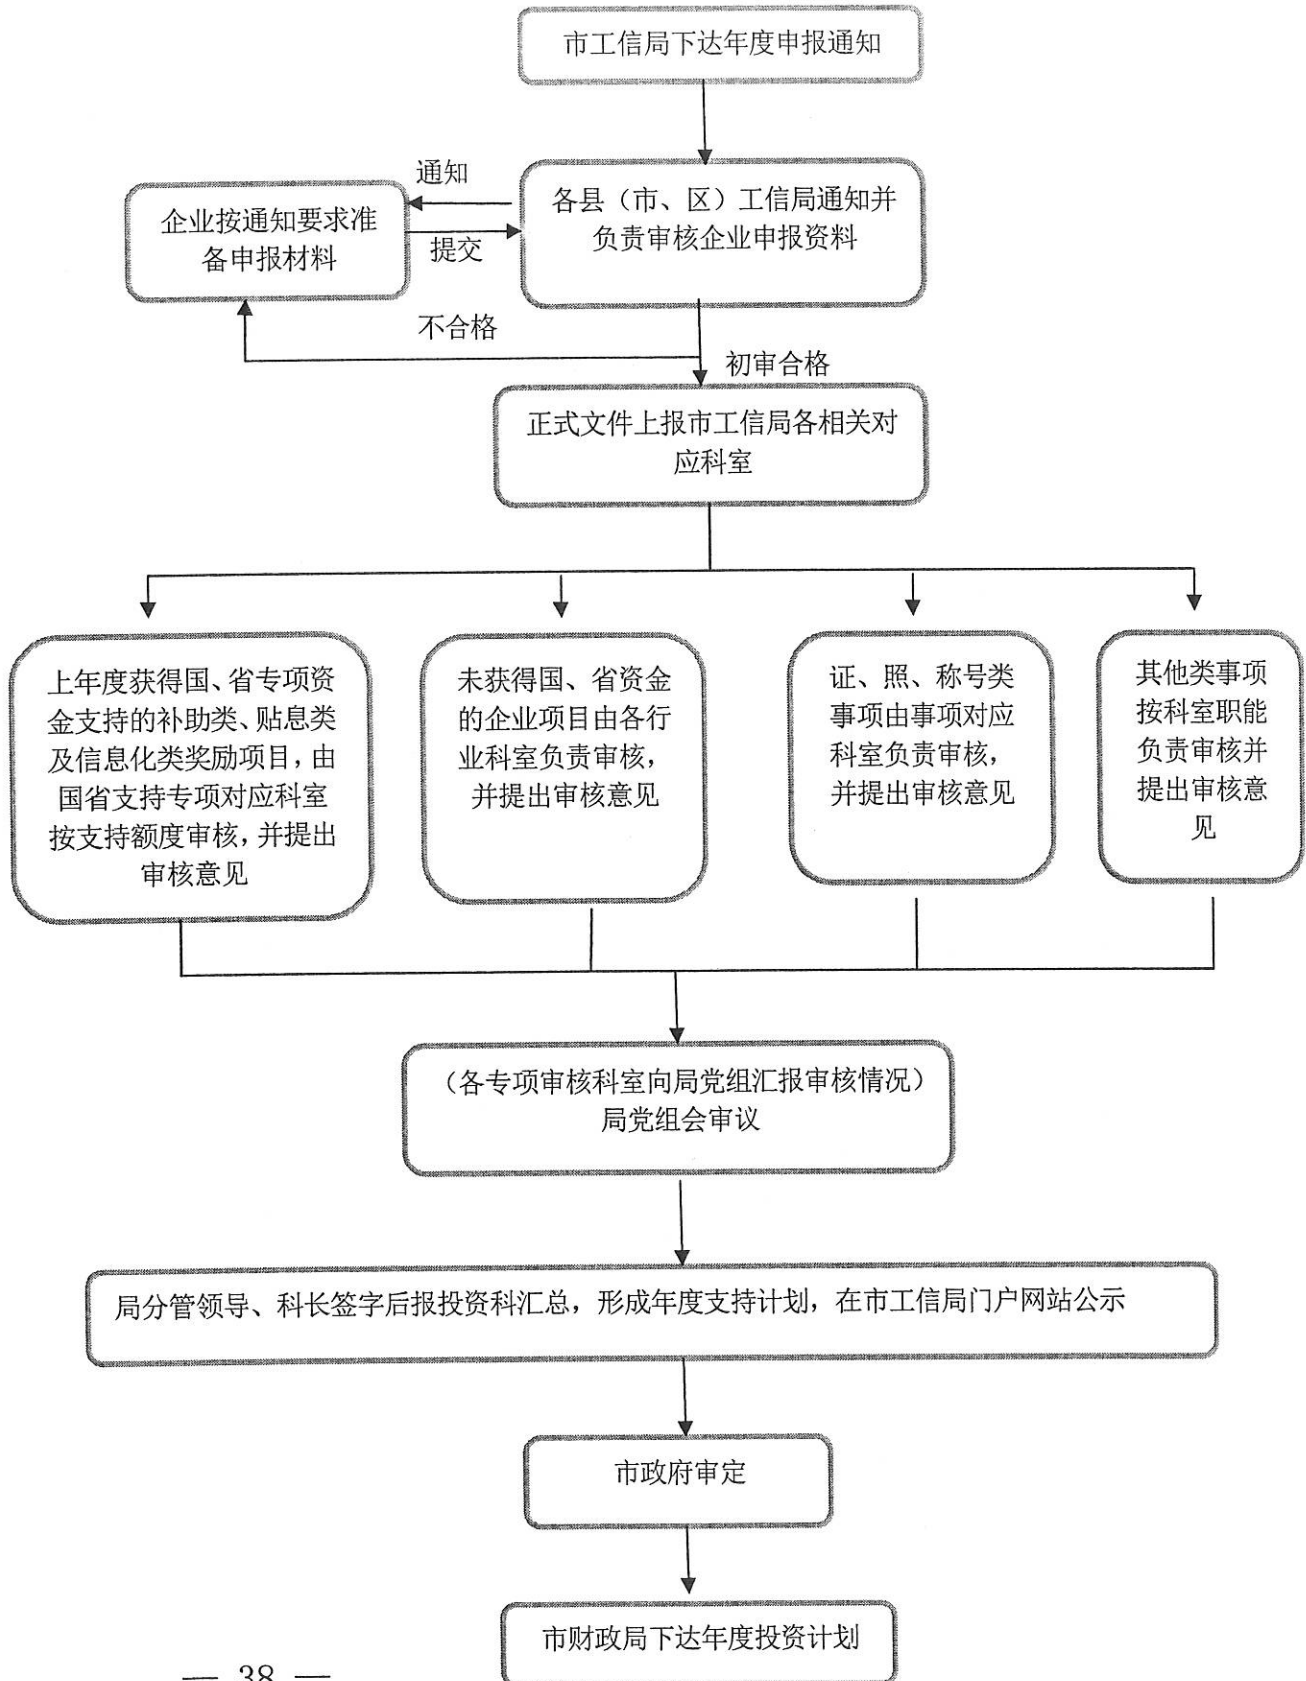 市工信局下达年度申报通知
通知
各县（市、区）工信局通知并
负责审核企业申报资料
企业按通知要求准
备申报材料
提交
不合格
初审合格
正式文件上报市工信局各相关对
应科室
上年度获得国、省专项资
金支持的补助类、贴息类
及信息化类奖励项目，由
国省支持专项对应科室
按支持额度审核，并提出
审核意见
未获得国、省资金
的企业项目由各行
业科室负责审核，
并提出审核意见
证、照、称号类
事项由事项对应
科室负责审核，
并提出审核意见
其他类事项
按科室职能
负责审核并
提出审核意
见
（各专项审核科室向局党组汇报审核情况）
局党组会审议
局分管领导、科长签字后报投资科汇总，形成年度支持计划，在市工信局门户网站公示
市政府审定
市财政局下达年度投资计划
— 38 —